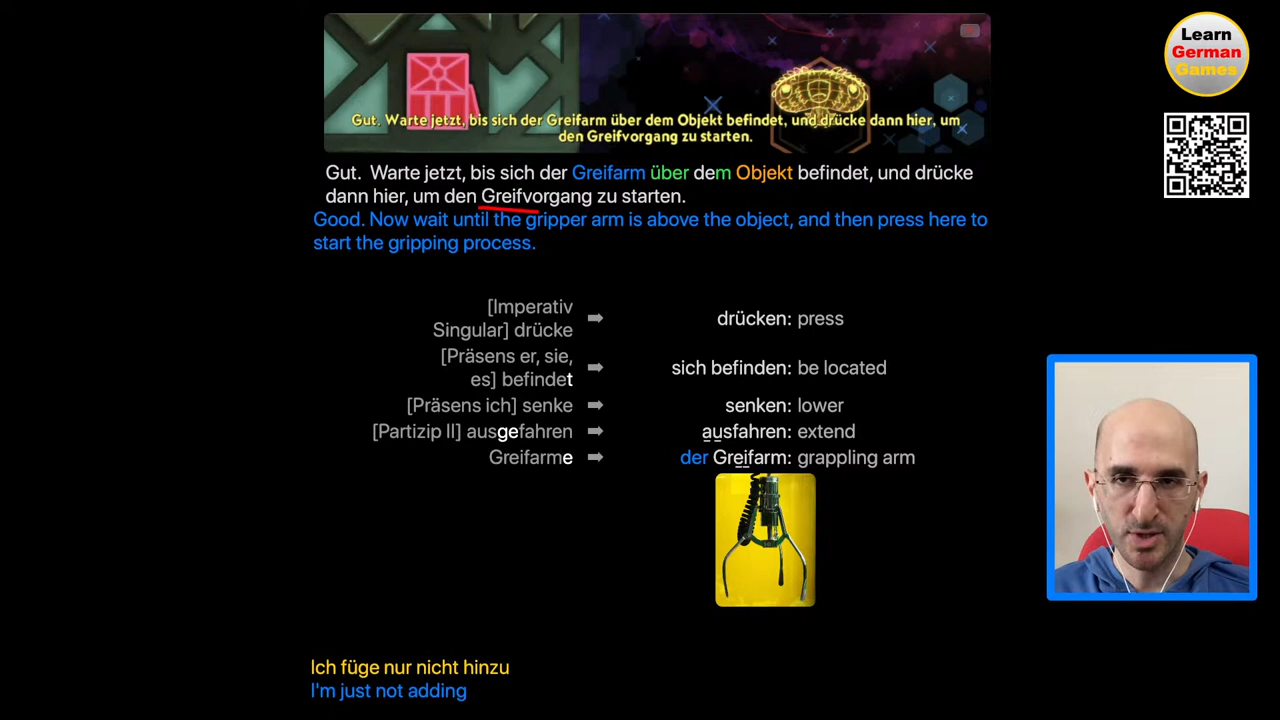 Learn
German
Games
Gut. Warte jetzt, bis sich der Greifarm über dem Objekt befindet, und drücke dann hier, um
den Greifvorgang zu starten.
Gut.  Warte jetzt, bis sich der Greifarm über dem Objekt befindet, und drücke
dann hier, um den Greifvorgang zu starten.
Good. Now wait until the gripper arm is above the object, and then press here to
start the gripping process.
[Imperativ
Singular] drücke ➡ drücken: press
[Präsens er, sie,
es] befindet ➡ sich befinden: be located
[Präsens ich] senke ➡ senken: lower
[Partizip II] ausgefahren ➡ ausfahren: extend
Greifarme ➡ der Greifarm: grappling arm
Ich füge nur nicht hinzu
I'm just not adding